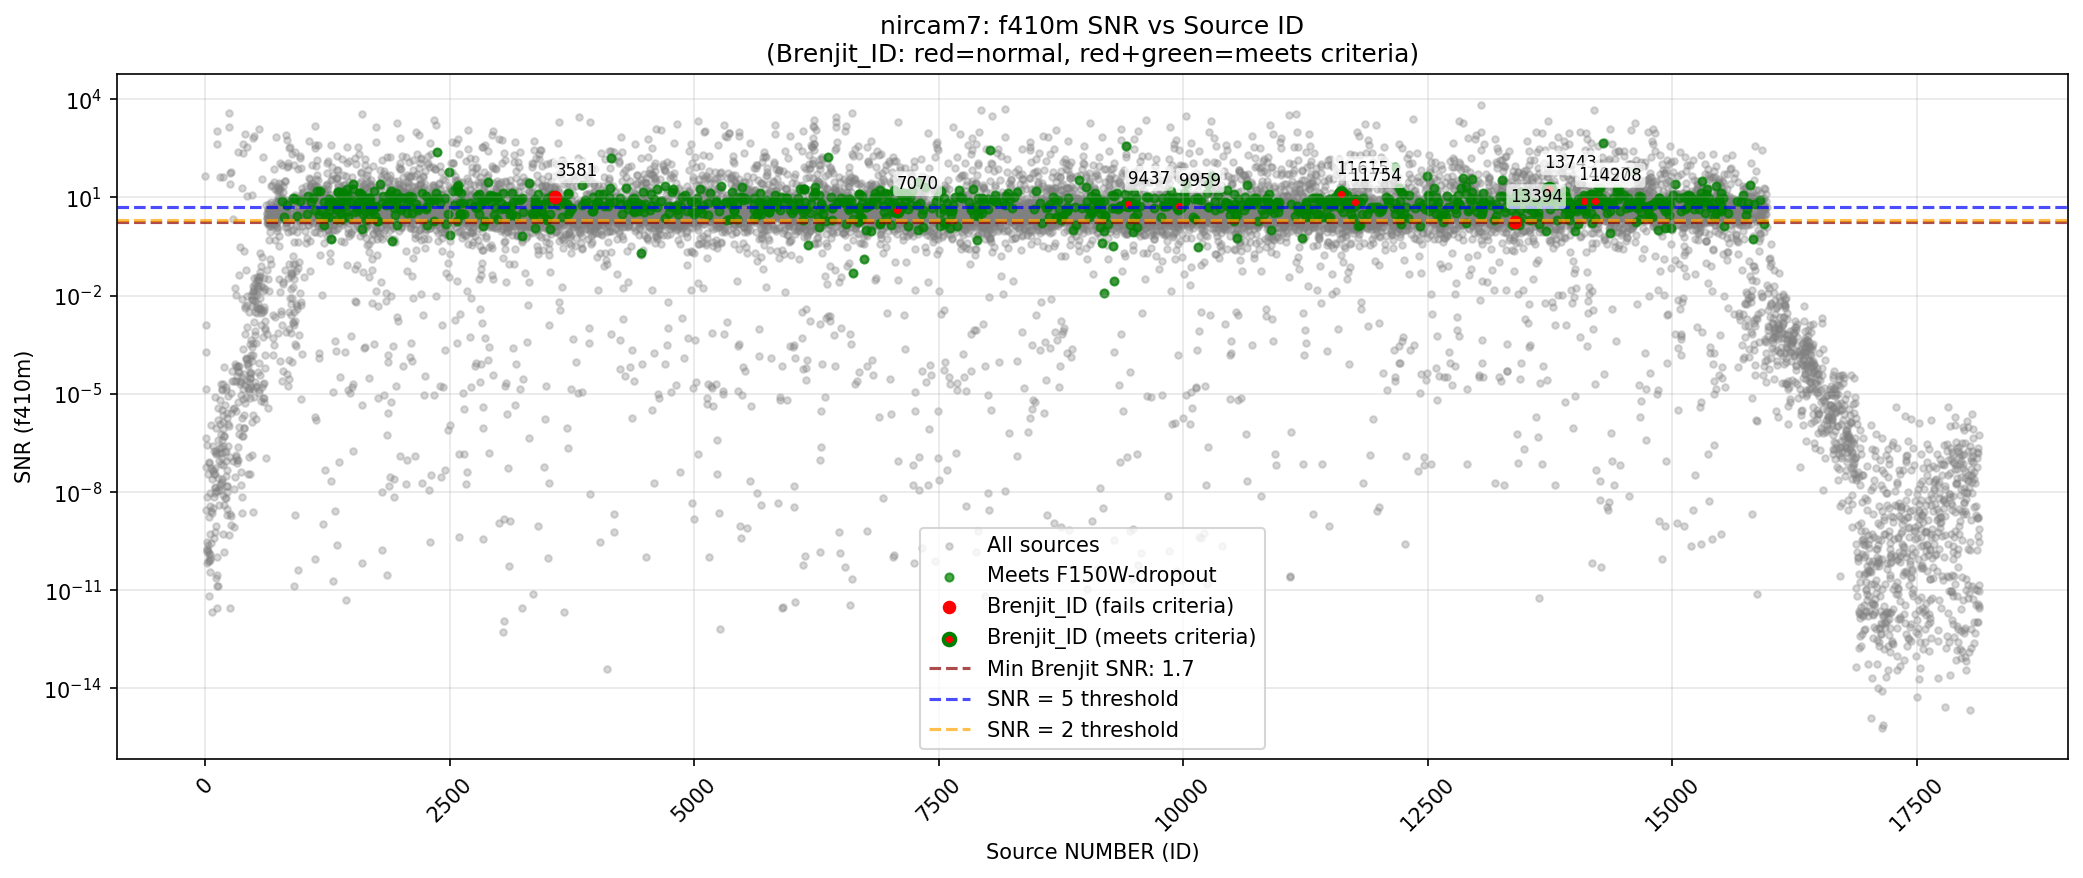 nircam7: f410m SNR vs Source ID
(Brenjit_ID: red=normal, red+green=meets criteria)
SNR (f410m)
10^4
10^1
10^-2
10^-5
10^-8
10^-11
10^-14
3581
7070
9437
9959
11754
13394
13743
14208
All sources
Meets F150W-dropout
Brenjit_ID (fails criteria)
Brenjit_ID (meets criteria)
Min Brenjit SNR: 1.7
SNR = 5 threshold
SNR = 2 threshold
0
2500
5000
7500
10000
12500
15000
17500
Source NUMBER (ID)